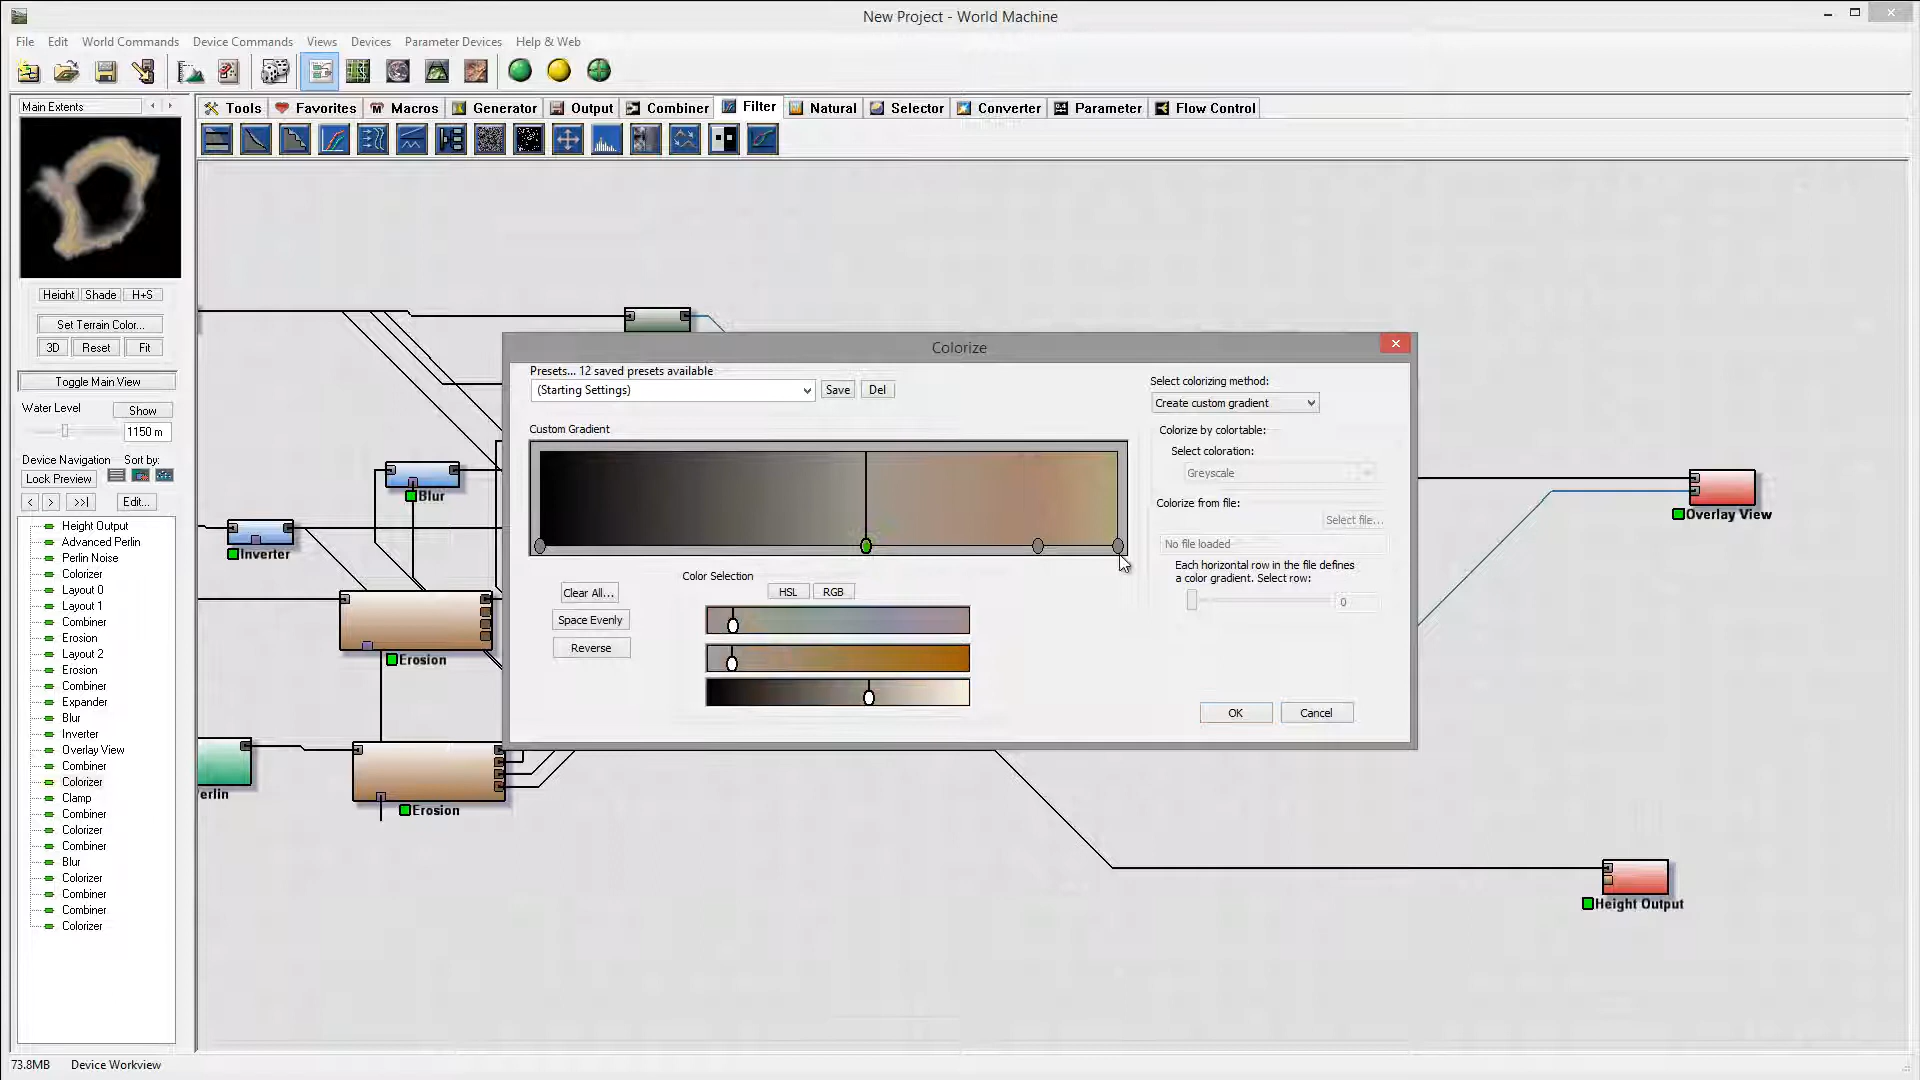 New Project - World Machine
File Edit World Commands Device Commands Views Devices Parameter Devices Help & Web
Main Extents
Tools Favorites Macros Generator Output Combiner Filter Natural Selector Converter Parameter Flow Control
Height Shade H+S
Set Terrain Color...
3D Reset Fit
Toggle Main View
Water Level Show
1150 m
Device Navigation Sort by:
Lock Preview
< > >>| Edit...
Height Output
Advanced Perlin
Perlin Noise
Colorizer
Layout 0
Layout 1
Combiner
Erosion
Layout 2
Erosion
Combiner
Expander
Blur
Inverter
Overlay View
Combiner
Colorizer
Clamp
Combiner
Colorizer
Combiner
Blur
Colorizer
Combiner
Combiner
Colorizer
Blur
Inverter
Erosion
erlin
Erosion
Overlay View
Height Output
Colorize
Presets... 12 saved presets available
(Starting Settings) Save Del
Custom Gradient
Clear All...
Space Evenly
Reverse
Color Selection
HSL RGB
Select colorizing method:
Create custom gradient
Colorize by colortable:
Select coloration:
Greyscale
Colorize from file:
Select file...
No file loaded
Each horizontal row in the file defines
a color gradient. Select row:
0
OK Cancel
73.8MB Device Workview